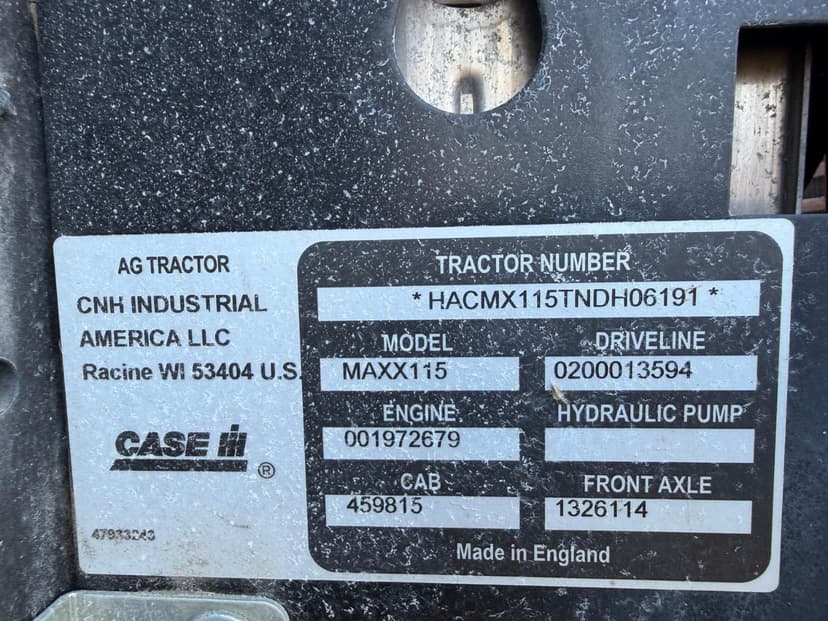 AG TRACTOR
CNH INDUSTRIAL
AMERICA LLC
Racine WI 53404 U.S.
CASE IH
®
47933243
TRACTOR NUMBER
*HACMX115TNDH06191*
MODEL
MAXX115
DRIVELINE
0200013594
ENGINE
001972679
HYDRAULIC PUMP
CAB
459815
FRONT AXLE
1326114
Made in England